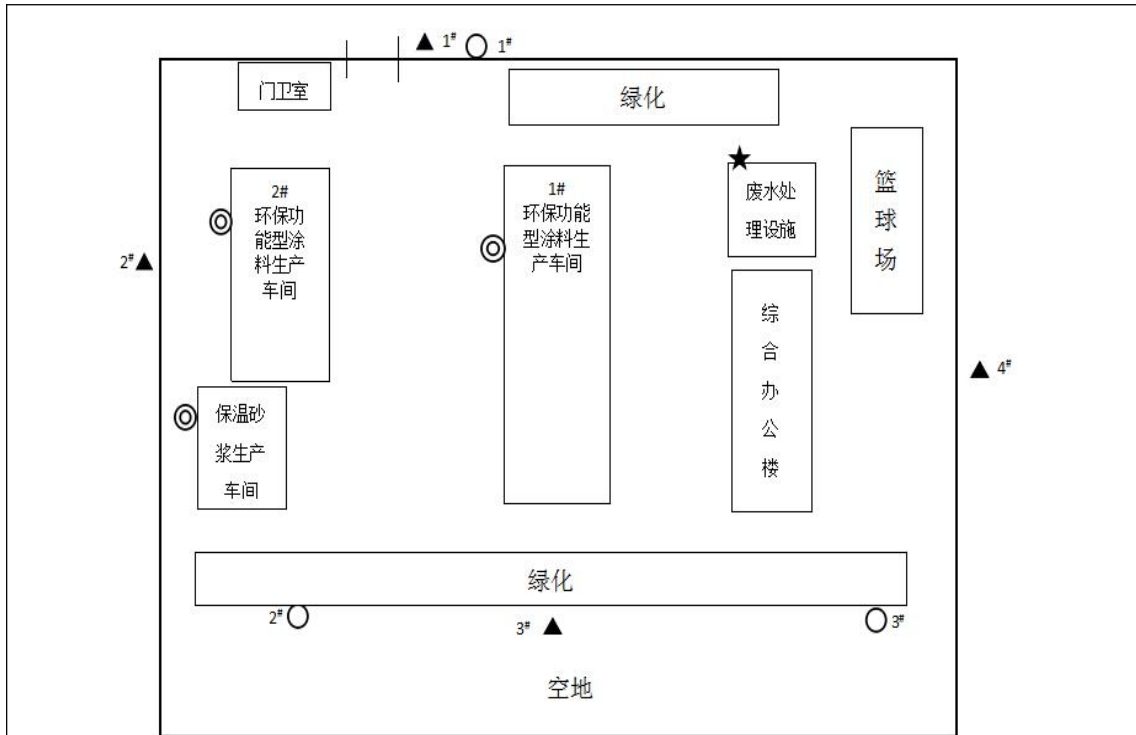 ▲ 1# ○ 1#
门卫室
绿化
2#
环保功
能型涂
料生产
车间
1#
环保功能
型涂料生
产车间
★
废水处
理设施
篮
球
场
2# ▲
综
合
办
公
楼
▲ 4#
保温砂
浆生产
车间
绿化
2# ○
3# ▲
○ 3#
空地